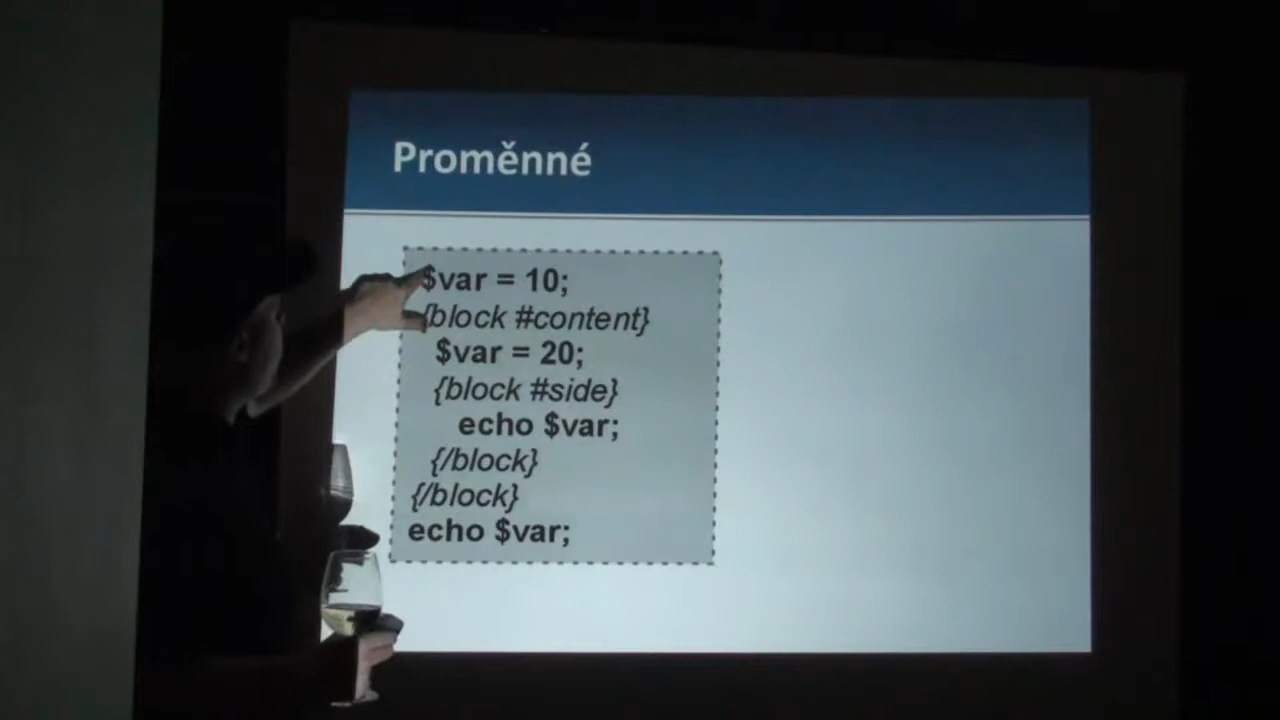 Proměnné
$var = 10;
{block #content}
$var = 20;
{block #side}
echo $var;
{/block}
{/block}
echo $var;